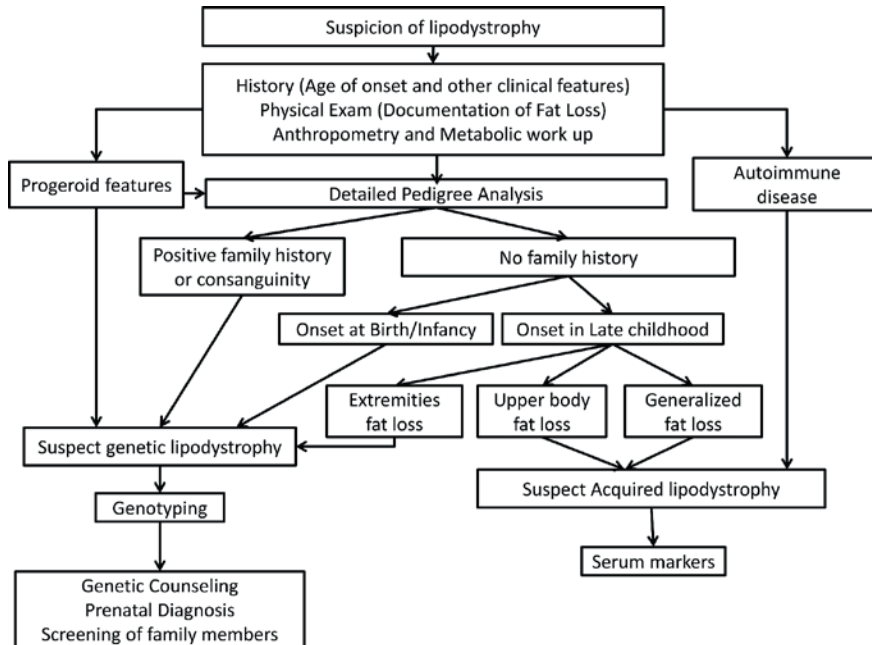 Suspicion of lipodystrophy
History (Age of onset and other clinical features)
Physical Exam (Documentation of Fat Loss)
Anthropometry and Metabolic work up
Progeroid features
Detailed Pedigree Analysis
Autoimmune
disease
Positive family history
or consanguinity
No family history
Onset at Birth/Infancy
Onset in Late childhood
Extremities
fat loss
Upper body
fat loss
Generalized
fat loss
Suspect genetic lipodystrophy
Suspect Acquired lipodystrophy
Genotyping
Serum markers
Genetic Counseling
Prenatal Diagnosis
Screening of family members